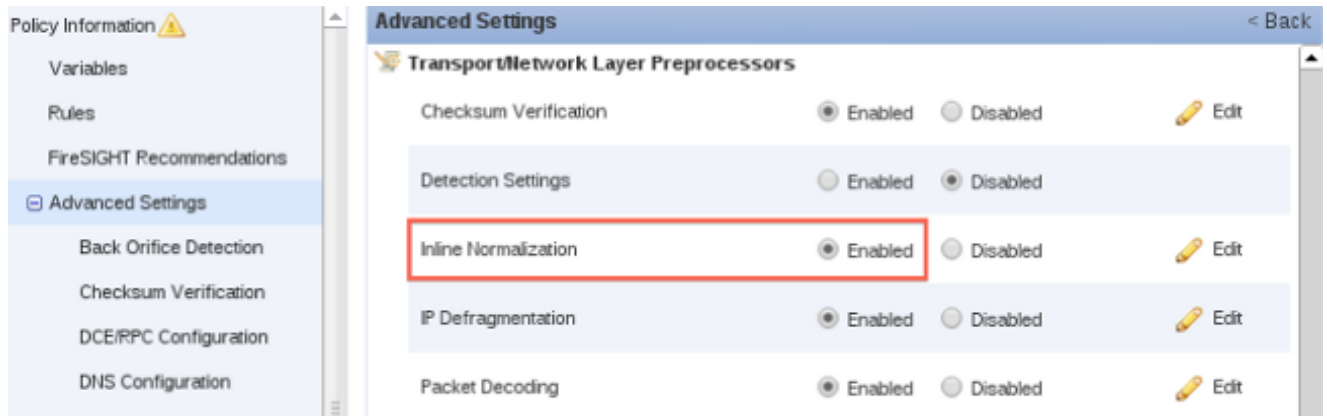 Policy Information
Variables
Rules
FireSIGHT Recommendations
Advanced Settings
Back Orifice Detection
Checksum Verification
DCE/RPC Configuration
DNS Configuration
Advanced Settings < Back
Transport/Network Layer Preprocessors
Checksum Verification Enabled Disabled Edit
Detection Settings Enabled Disabled
Inline Normalization Enabled Disabled Edit
IP Defragmentation Enabled Disabled Edit
Packet Decoding Enabled Disabled Edit